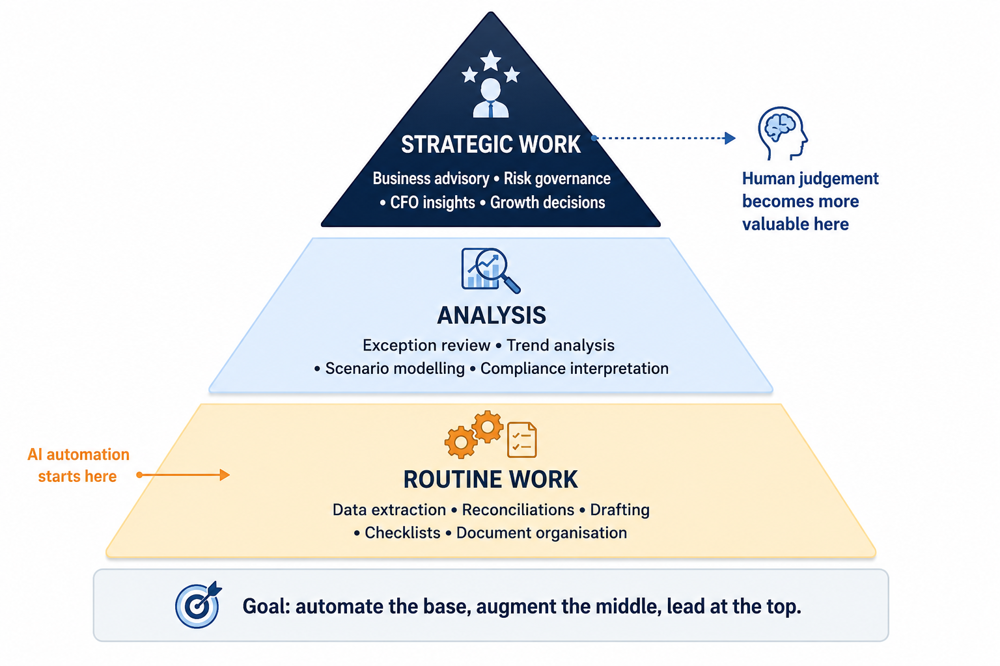 STRATEGIC WORK
Business advisory • Risk governance
• CFO insights • Growth decisions
Human judgement
becomes more
valuable here
ANALYSIS
Exception review • Trend analysis
• Scenario modelling • Compliance interpretation
AI automation
starts here
ROUTINE WORK
Data extraction • Reconciliations • Drafting
• Checklists • Document organisation
Goal: automate the base, augment the middle, lead at the top.